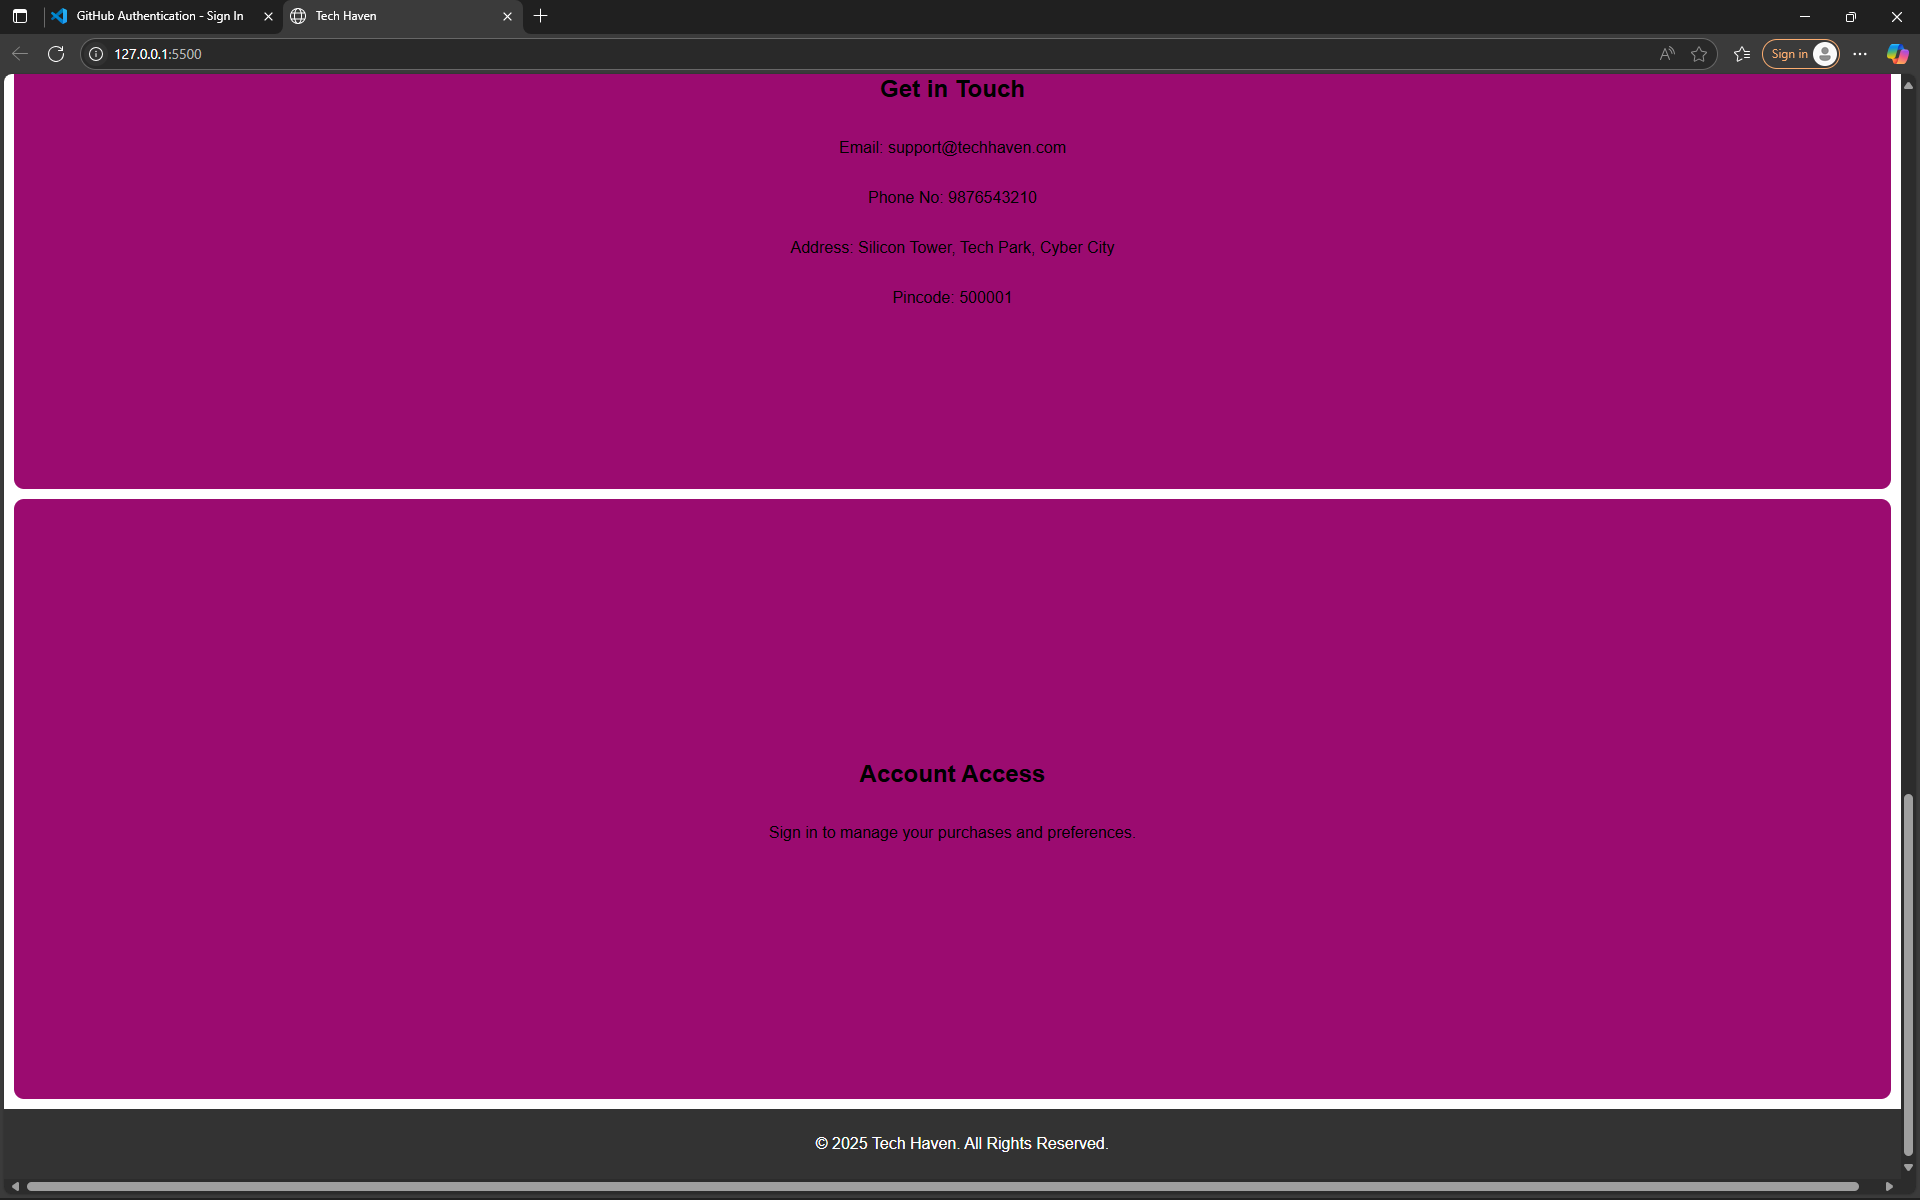 GitHub Authentication - Sign In
Tech Haven
127.0.0.1:5500
Sign in
Get in Touch
Email: support@techhaven.com
Phone No: 9876543210
Address: Silicon Tower, Tech Park, Cyber City
Pincode: 500001
Account Access
Sign in to manage your purchases and preferences.
© 2025 Tech Haven. All Rights Reserved.